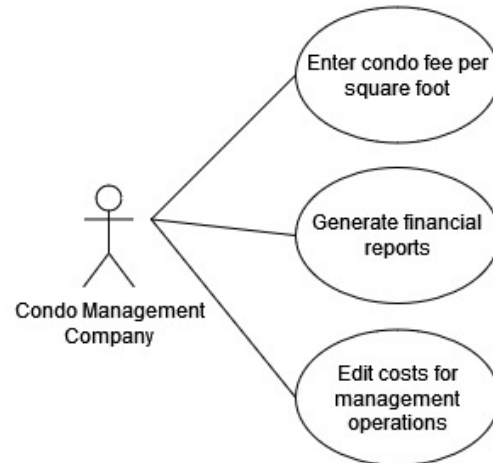 Enter condo fee per
square foot
Generate financial
reports
Condo Management
Company
Edit costs for
management
operations